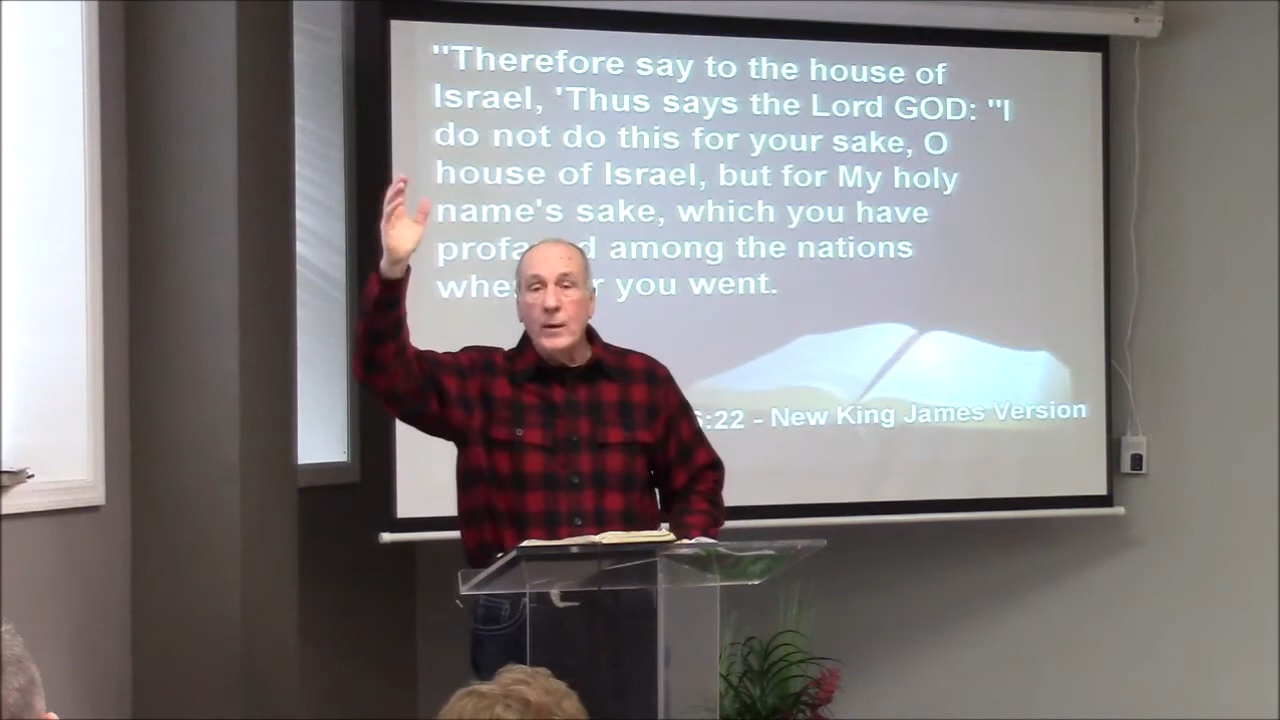 "Therefore say to the house of
Israel, 'Thus says the Lord GOD: "I
do not do this for your sake, O
house of Israel, but for My holy
name's sake, which you have
among the nations
you went.
:22 - New King James Version